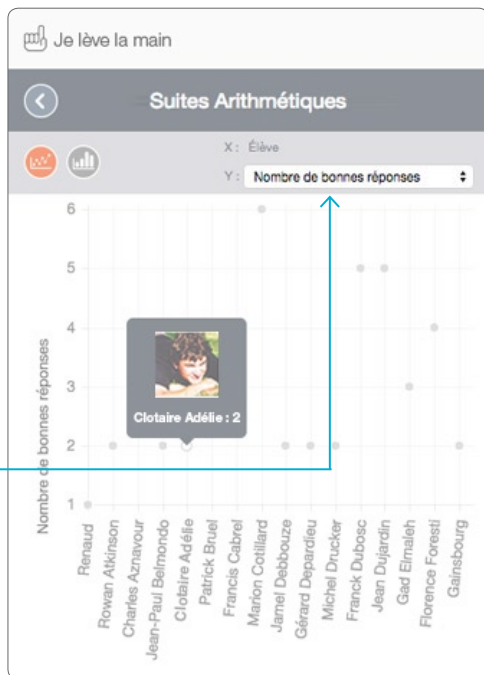 Je lève la main
Suites Arithmétiques
X : Élève
Y : Nombre de bonnes réponses
Nombre de bonnes réponses
6
5
4
3
2
1
Clotaire Adélie : 2
Renaud
Rowan Atkinson
Charles Aznavour
Jean-Paul Belmondo
Clotaire Adélie
Patrick Bruel
Francis Cabrel
Marion Cotillard
Jamel Debbouze
Gérard Depardieu
Michel Drucker
Franck Dubosc
Jean Dujardin
Gad Elmaleh
Florence Foresti
Gainsbourg